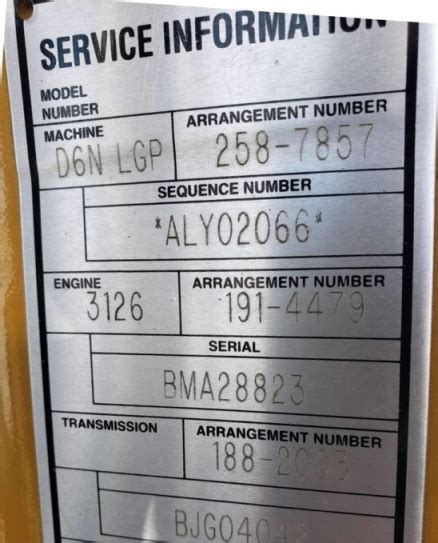 SERVICE INFORMATION
MODEL
NUMBER
MACHINE
ARRANGEMENT NUMBER
D6N LGP
258-7857
SEQUENCE NUMBER
*ALY02066*
ENGINE
ARRANGEMENT NUMBER
3126
191-4479
SERIAL
BMA28823
TRANSMISSION
ARRANGEMENT NUMBER
188-2003